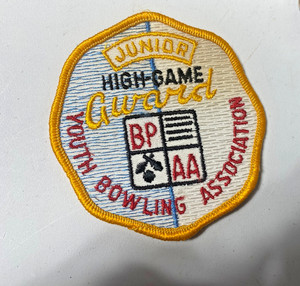 JUNIOR
HIGH-GAME
Award
BP
AA
YOUTH BOWLING ASSOCIATION